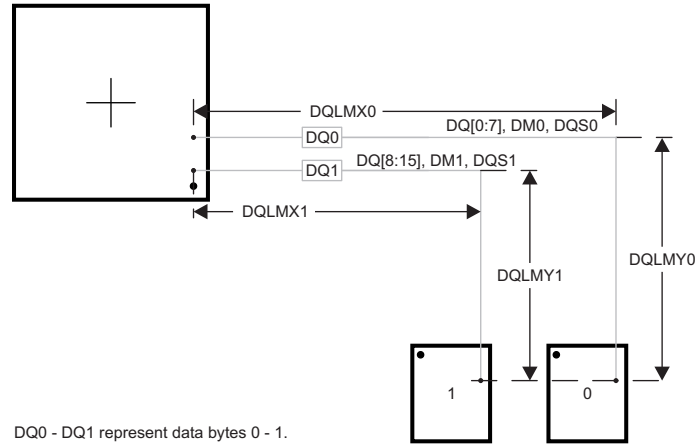 DQLMX0
DQ[0:7], DM0, DQS0
DQ0
DQ[8:15], DM1, DQS1
DQ1
DQLMX1
DQLMY0
DQLMY1
1
0
DQ0 - DQ1 represent data bytes 0 - 1.